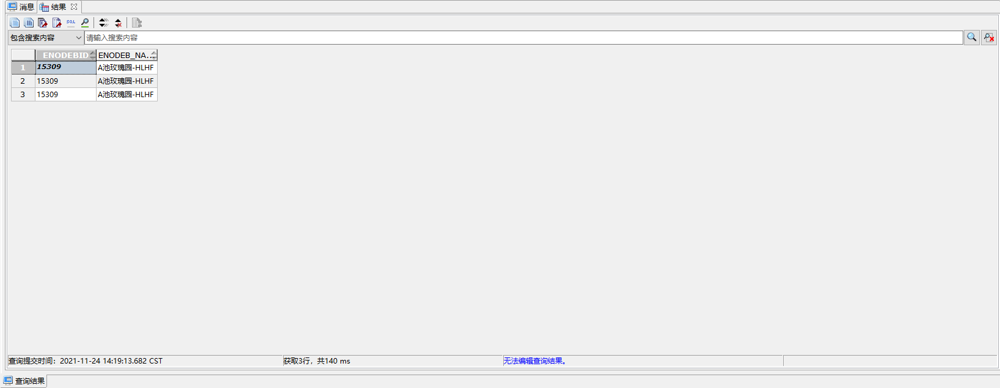 消息 结果
SQL
包含搜索内容 请输入搜索内容
ENODEBID ENODEB_NA...
1 15309 A池玫瑰园-HLHF
2 15309 A池玫瑰园-HLHF
3 15309 A池玫瑰园-HLHF
查询提交时间：2021-11-24 14:19:13.682 CST 获取3行，共140 ms 无法编辑查询结果。
查询结果